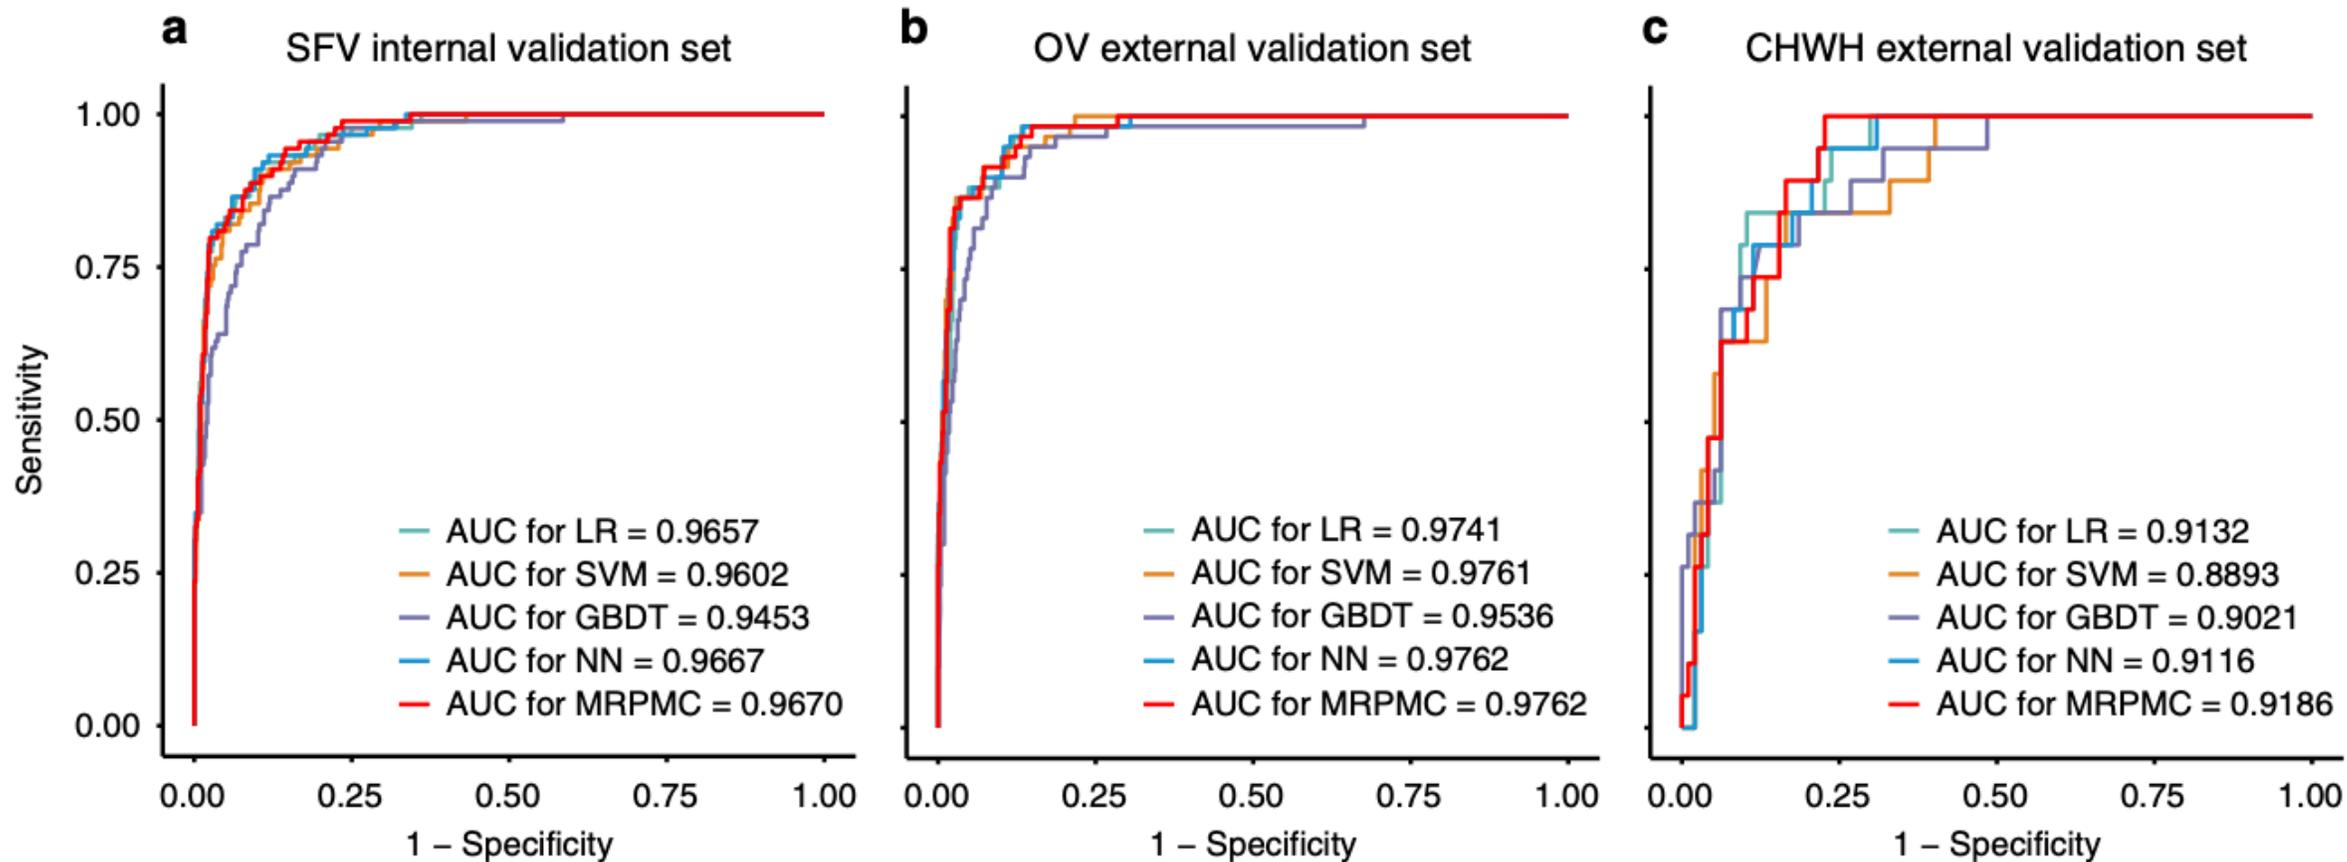 a
SFV internal validation set
Sensitivity
1.00
0.75
0.50
0.25
0.00
AUC for LR = 0.9657
AUC for SVM = 0.9602
AUC for GBDT = 0.9453
AUC for NN = 0.9667
AUC for MRPMC = 0.9670
0.00 0.25 0.50 0.75 1.00
1 – Specificity
b
OV external validation set
AUC for LR = 0.9741
AUC for SVM = 0.9761
AUC for GBDT = 0.9536
AUC for NN = 0.9762
AUC for MRPMC = 0.9762
0.00 0.25 0.50 0.75 1.00
1 – Specificity
c
CHWH external validation set
AUC for LR = 0.9132
AUC for SVM = 0.8893
AUC for GBDT = 0.9021
AUC for NN = 0.9116
AUC for MRPMC = 0.9186
0.00 0.25 0.50 0.75 1.00
1 – Specificity